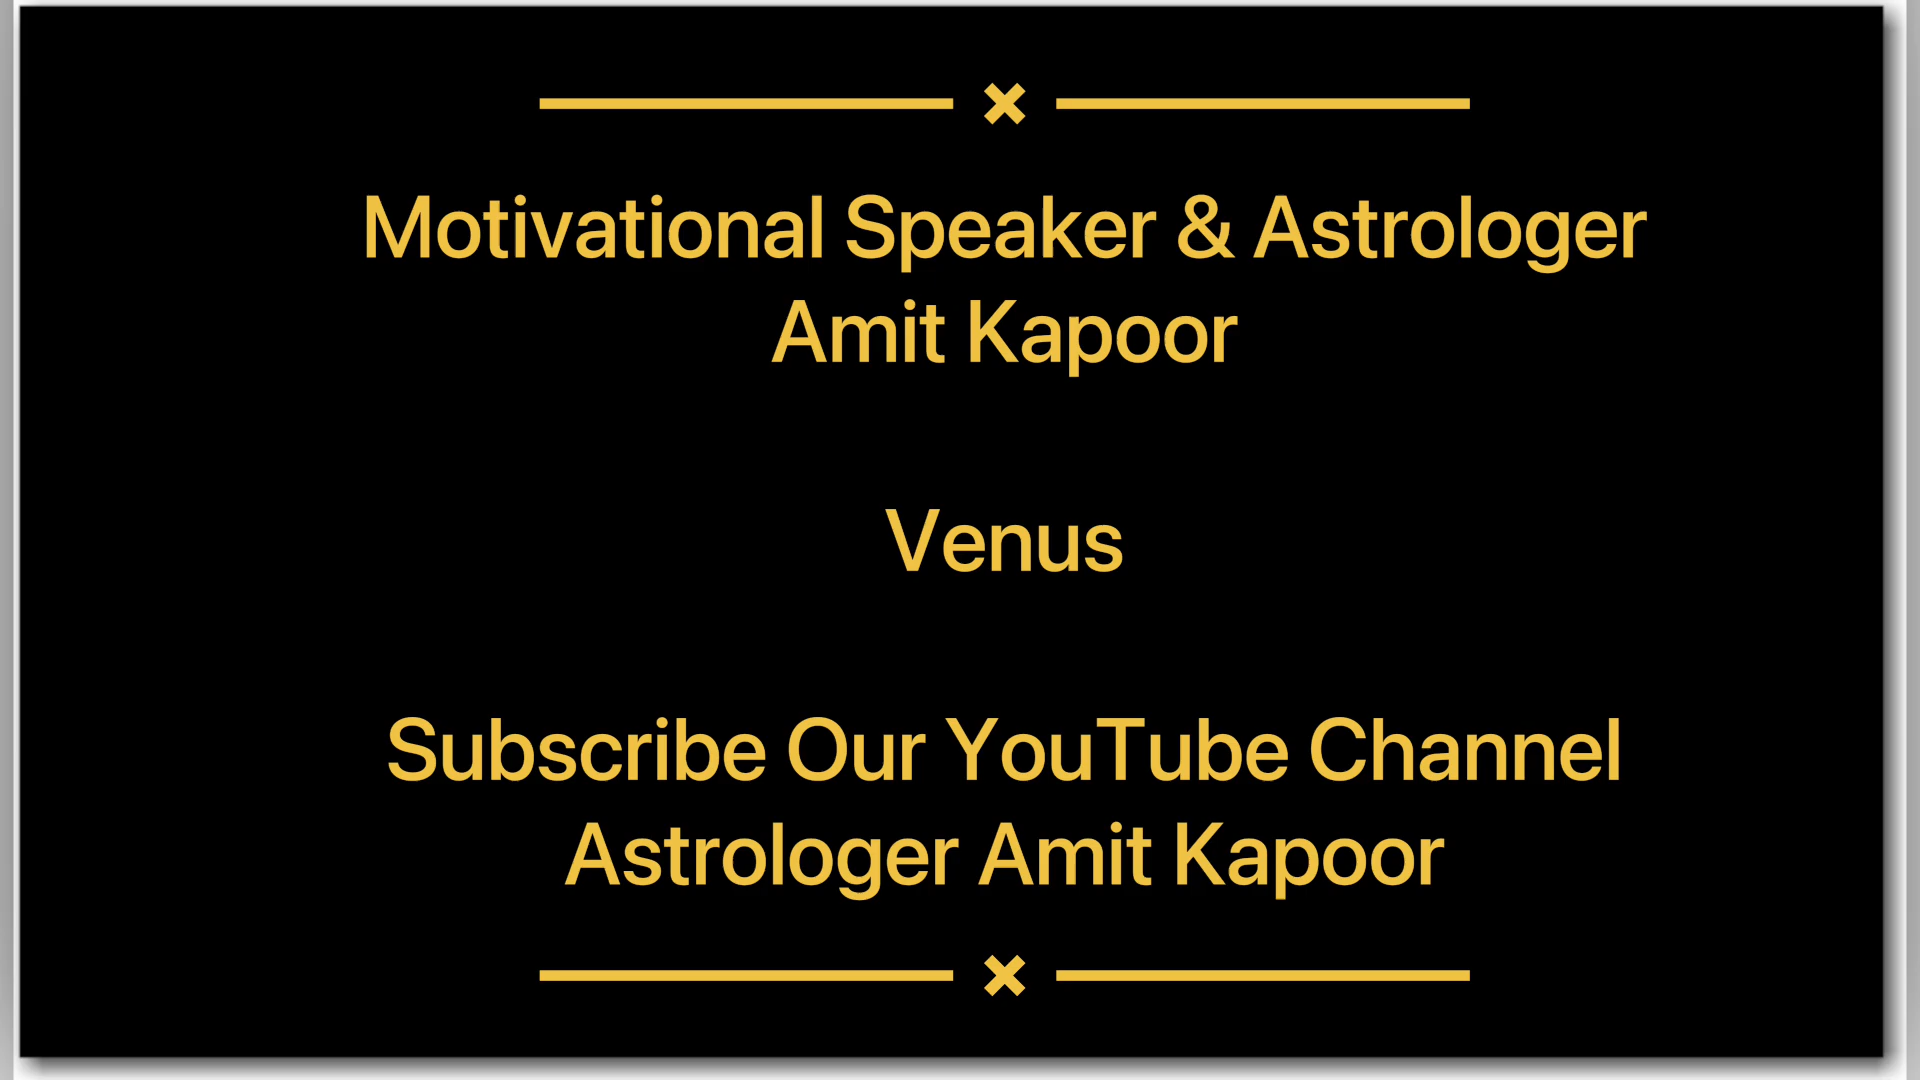 Motivational Speaker & Astrologer
Amit Kapoor
Venus
Subscribe Our YouTube Channel
Astrologer Amit Kapoor